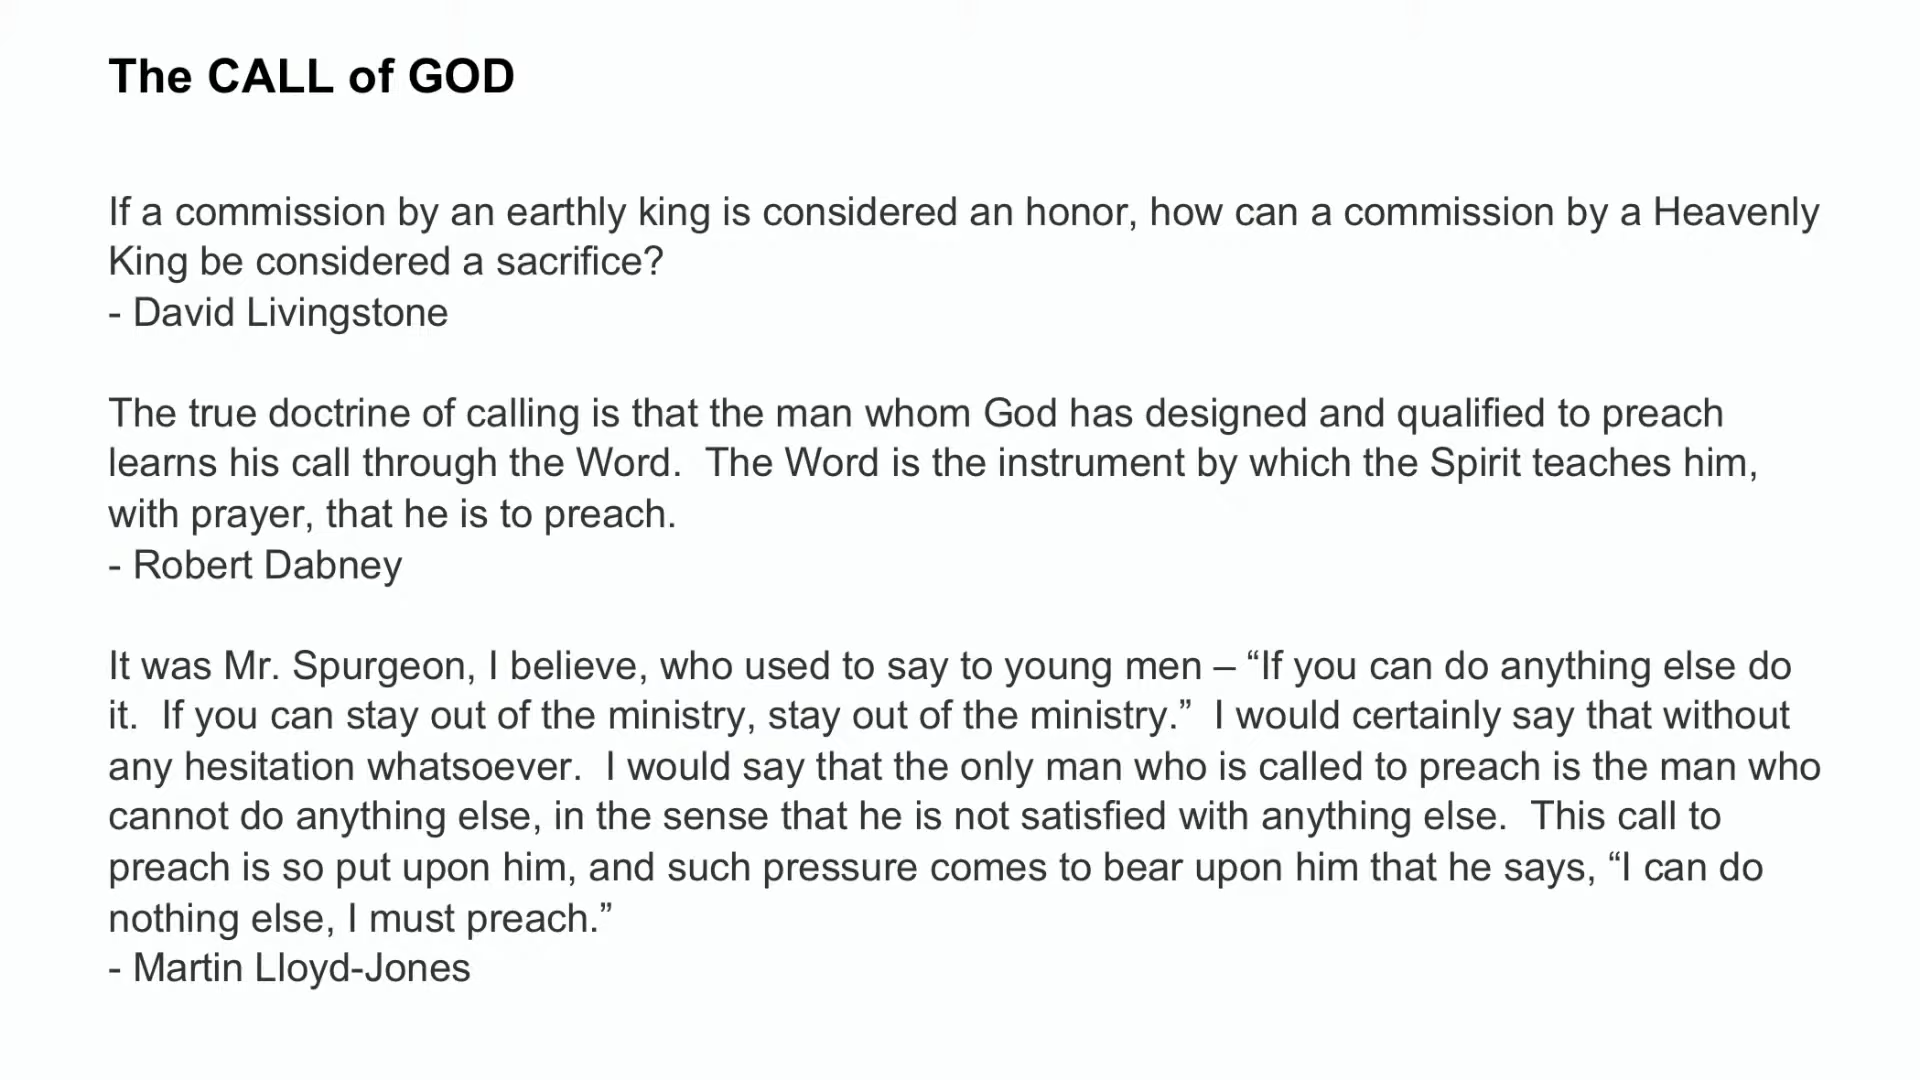 The CALL of GOD
If a commission by an earthly king is considered an honor, how can a commission by a Heavenly
King be considered a sacrifice?
- David Livingstone
The true doctrine of calling is that the man whom God has designed and qualified to preach
learns his call through the Word.  The Word is the instrument by which the Spirit teaches him,
with prayer, that he is to preach.
- Robert Dabney
It was Mr. Spurgeon, I believe, who used to say to young men – “If you can do anything else do
it.  If you can stay out of the ministry, stay out of the ministry.”  I would certainly say that without
any hesitation whatsoever.  I would say that the only man who is called to preach is the man who
cannot do anything else, in the sense that he is not satisfied with anything else.  This call to
preach is so put upon him, and such pressure comes to bear upon him that he says, “I can do
nothing else, I must preach.”
- Martin Lloyd-Jones